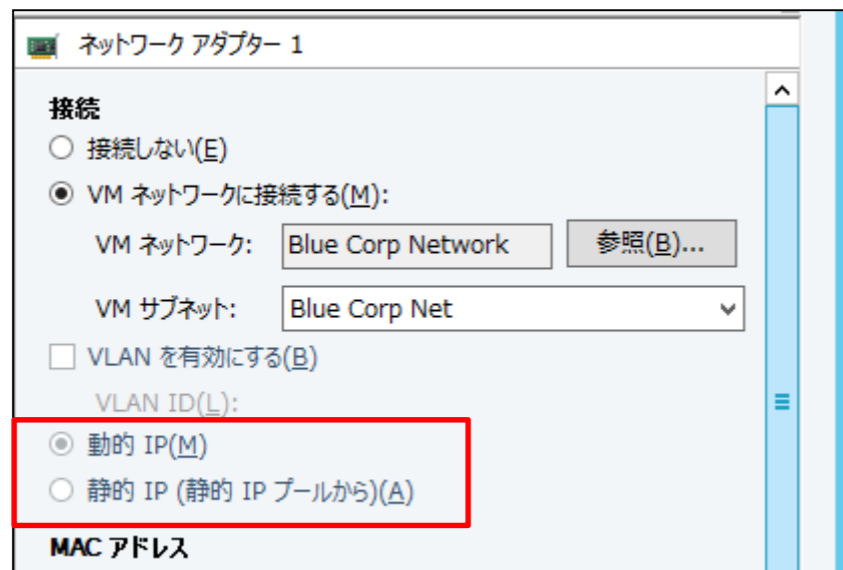 ネットワーク アダプター 1
接続
接続しない(E)
VM ネットワークに接続する(M):
VM ネットワーク: Blue Corp Network 参照(B)...
VM サブネット: Blue Corp Net
VLAN を有効にする(B)
VLAN ID(L):
動的 IP(M)
静的 IP (静的 IP プールから)(A)
MAC アドレス